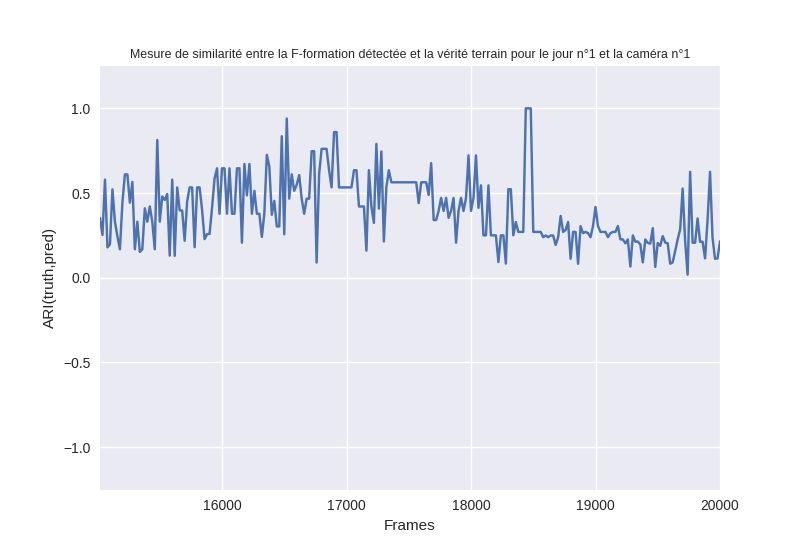 Mesure de similarité entre la F-formation détectée et la vérité terrain pour le jour n°1 et la caméra n°1
1.0
0.5
0.0
−0.5
−1.0
ARI(truth,pred)
16000 17000 18000 19000 20000
Frames